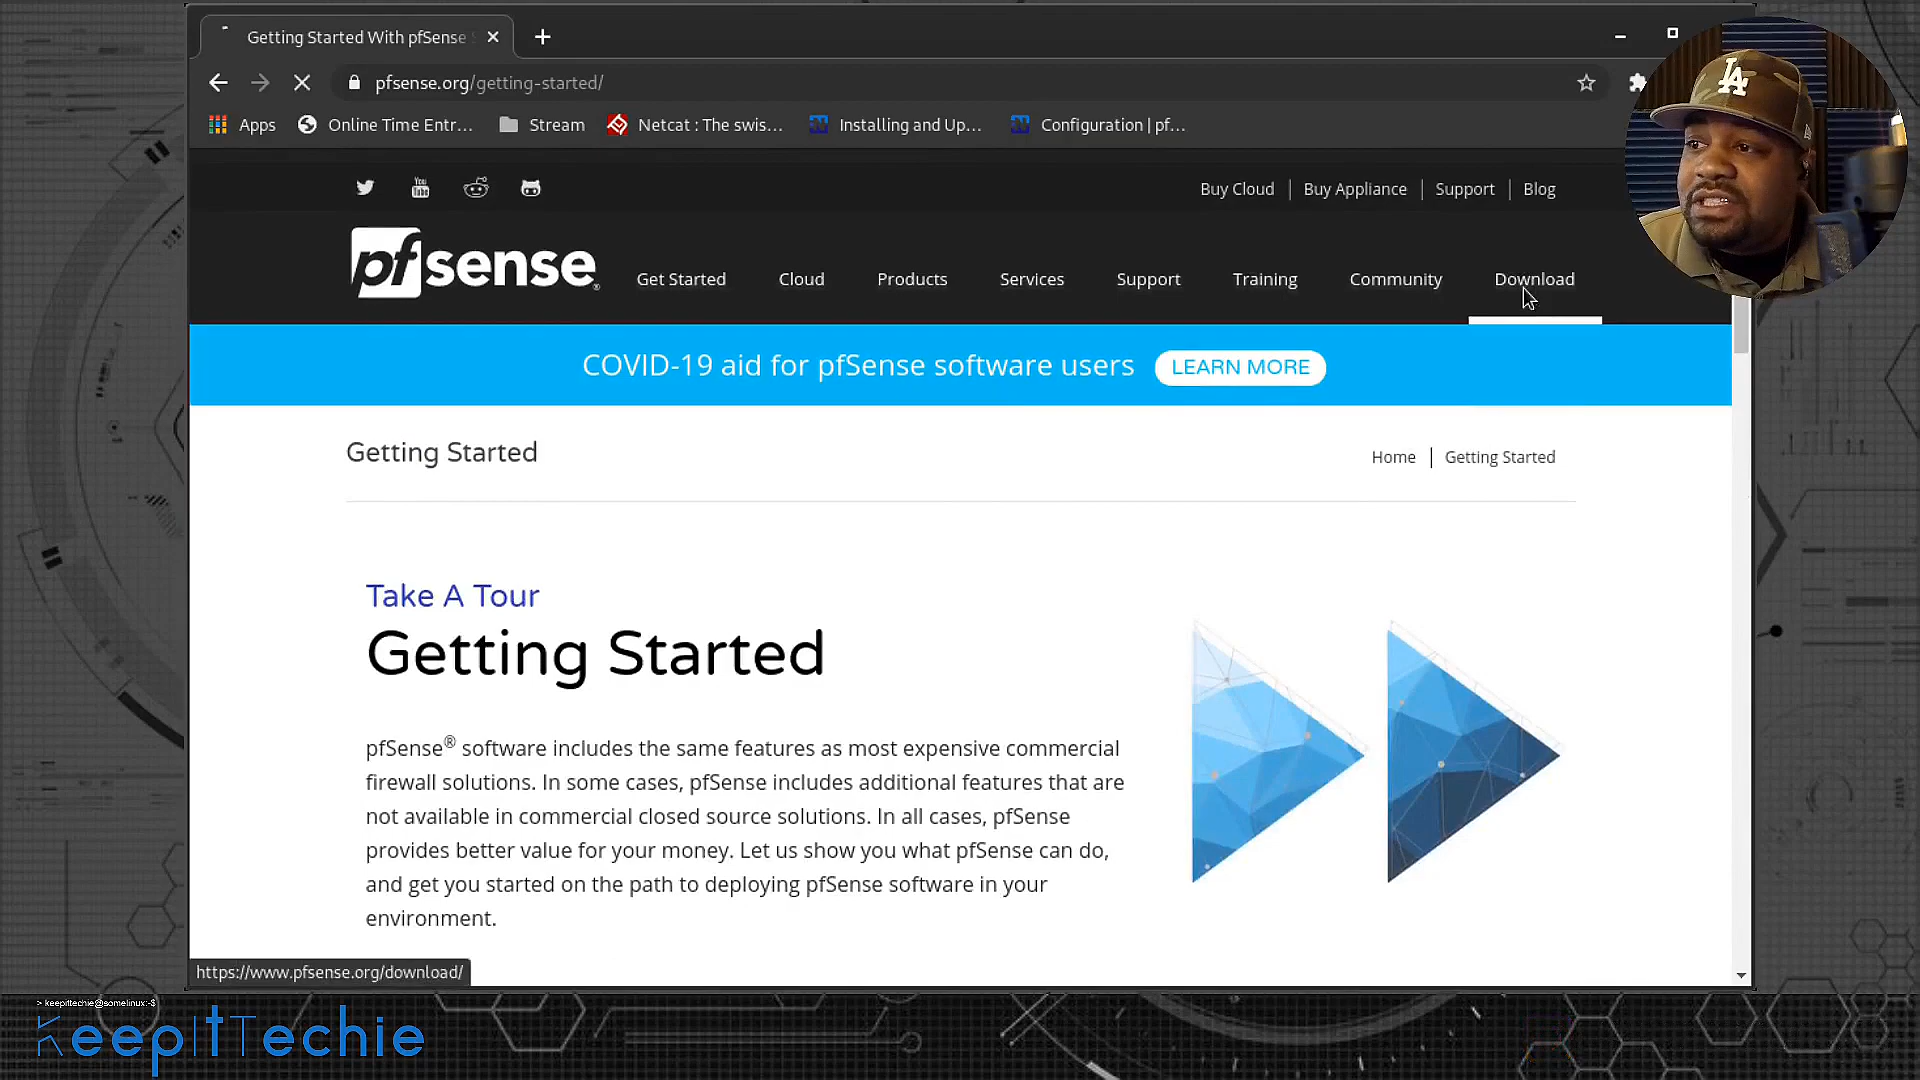 Getting Started With pfSense
pfsense.org/getting-started/
Apps
Online Time Entr...
Stream
Netcat : The swis...
Installing and Up...
Configuration | pf...
You
Tube
Buy Cloud | Buy Appliance | Support | Blog
LA
pfsense®
Get Started
Cloud
Products
Services
Support
Training
Community
Download
COVID-19 aid for pfSense software users
LEARN MORE
Getting Started
Home | Getting Started
Take A Tour
Getting Started
pfSense® software includes the same features as most expensive commercial
firewall solutions. In some cases, pfSense includes additional features that are
not available in commercial closed source solutions. In all cases, pfSense
provides better value for your money. Let us show you what pfSense can do,
and get you started on the path to deploying pfSense software in your
environment.
https://www.pfsense.org/download/
> keepittechie@somelinux:~$
KeepItTechie